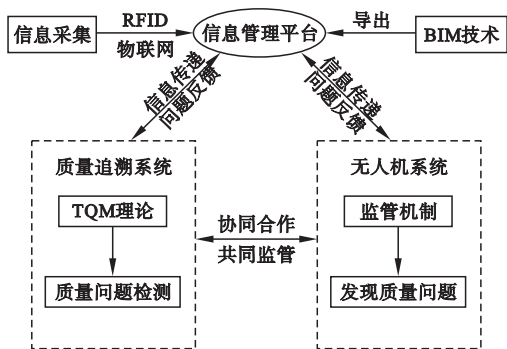 信息采集
RFID
物联网
信息管理平台
导出
BIM技术
信息传递
问题反馈
信息传递
问题反馈
质量追溯系统
TQM理论
质量问题检测
协同合作
共同监管
无人机系统
监管机制
发现质量问题